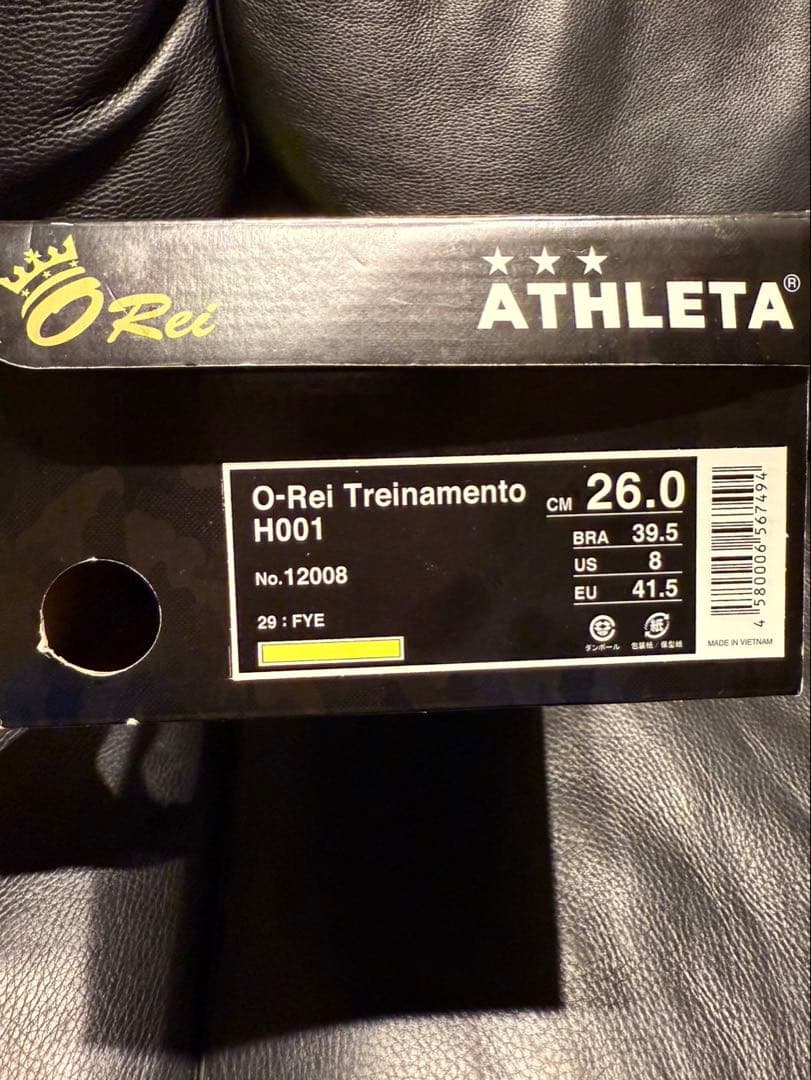 O Rei
ATHLETA®
O-Rei Treinamento
H001
No.12008
29 : FYE
CM 26.0
BRA 39.5
US 8
EU 41.5
紙
ダンボール 包装紙/保型紙
4 580006 567494
MADE IN VIETNAM